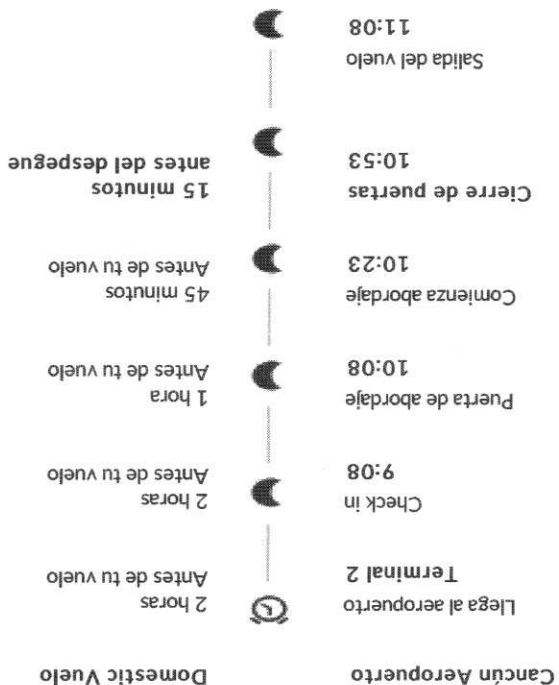 Cancún Aeropuerto
Domestic Vuelo
Llega al aeropuerto
Terminal 2
2 horas
Antes de tu vuelo
Check in
9:08
2 horas
Antes de tu vuelo
Puerta de abordaje
10:08
1 hora
Antes de tu vuelo
Comienza abordaje
10:23
45 minutos
Antes de tu vuelo
Cierre de puertas
10:53
15 minutos
antes del despegue
Salida del vuelo
11:08